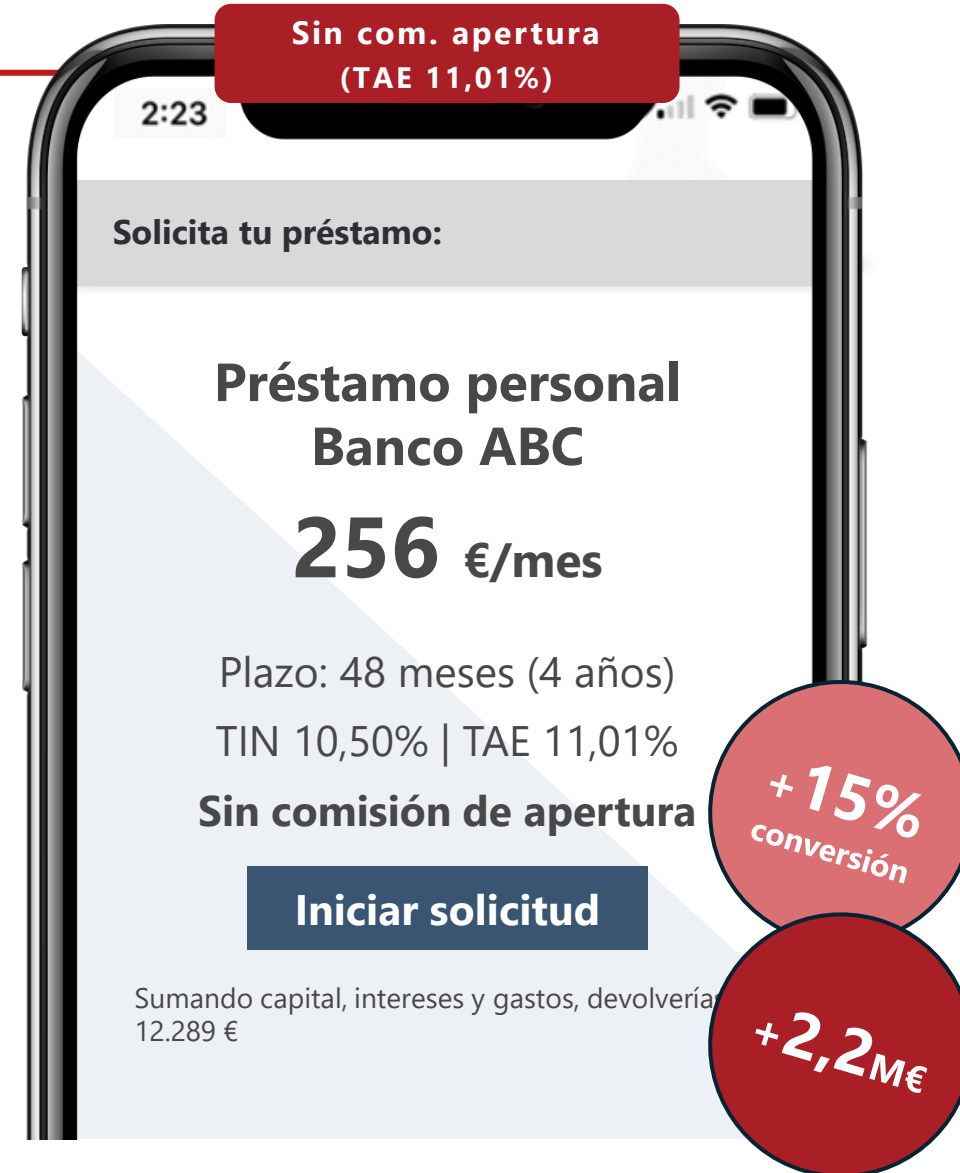 Sin com. apertura
(TAE 11,01%)
2:23
Solicita tu préstamo:
Préstamo personal
Banco ABC
256 €/mes
Plazo: 48 meses (4 años)
TIN 10,50% | TAE 11,01%
Sin comisión de apertura
+15%
conversión
Iniciar solicitud
Sumando capital, intereses y gastos, devolvería
12.289 €
+2,2M€